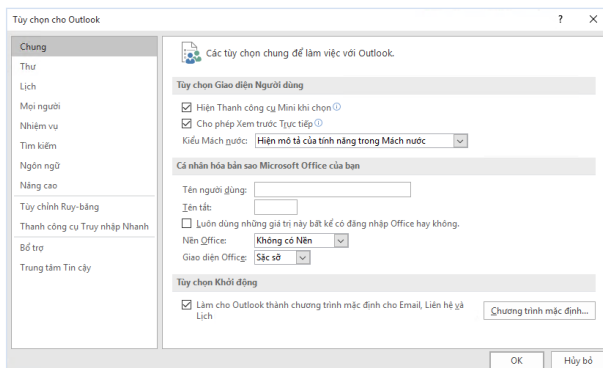 Tùy chọn cho Outlook
? ×
Chung
Thư
Lịch
Mọi người
Nhiệm vụ
Tìm kiếm
Ngôn ngữ
Nâng cao
Tùy chỉnh Ruy-băng
Thanh công cụ Truy nhập Nhanh
Bổ trợ
Trung tâm Tin cậy
Các tùy chọn chung để làm việc với Outlook.
Tùy chọn Giao diện Người dùng
Hiện Thanh công cụ Mini khi chọn
Cho phép Xem trước Trực tiếp
Kiểu Mách nước: Hiện mô tả của tính năng trong Mách nước
Cá nhân hóa bản sao Microsoft Office của bạn
Tên người dùng:
Tên tắt:
Luôn dùng những giá trị này bất kể có đăng nhập Office hay không.
Nền Office: Không có Nền
Giao diện Office: Sặc sỡ
Tùy chọn Khởi động
Làm cho Outlook thành chương trình mặc định cho Email, Liên hệ và
Lịch
Chương trình mặc định...
OK
Hủy bỏ